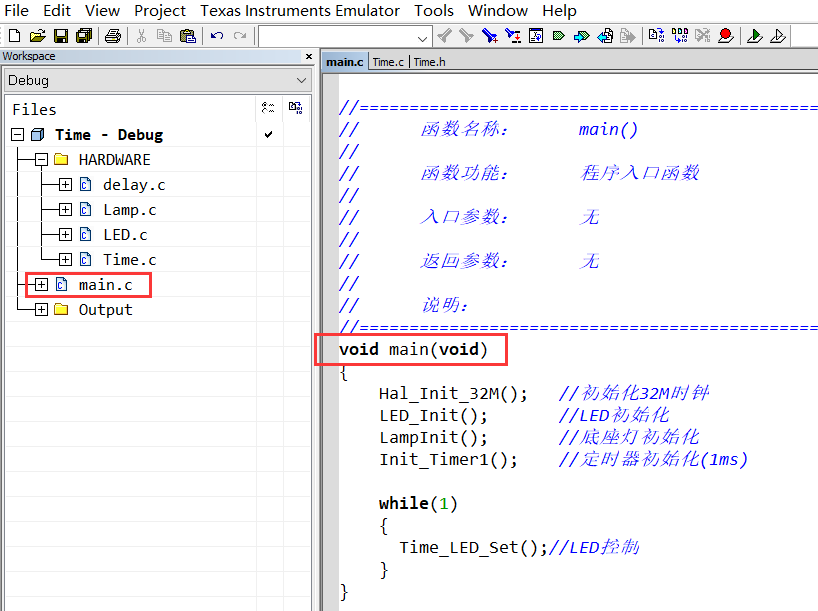 File Edit View Project Texas Instruments Emulator Tools Window Help
Workspace ×
Debug
Files
Time - Debug
HARDWARE
delay.c
Lamp.c
LED.c
Time.c
main.c
Output
main.c | Time.c | Time.h
//==============================================
// 函数名称： main()
//
// 函数功能： 程序入口函数
//
// 入口参数： 无
//
// 返回参数： 无
//
// 说明：
//==============================================
void main(void)
{
Hal_Init_32M(); //初始化32M时钟
LED_Init(); //LED初始化
LampInit(); //底座灯初始化
Init_Timer1(); //定时器初始化(1ms)
while(1)
{
Time_LED_Set();//LED控制
}
}